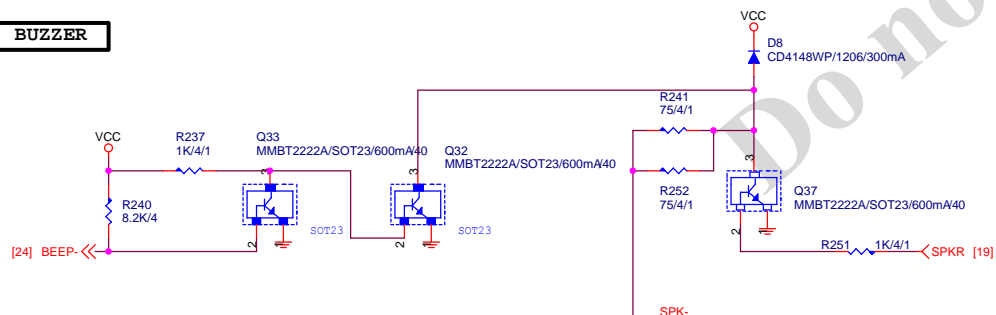 BUZZER
VCC
D8
CD4148WP/1206/300mA
R241
75/4/1
VCC
R237
1K/4/1
Q33
MMBT2222A/SOT23/600mA/40
Q32
MMBT2222A/SOT23/600mA/40
3
3
3
R252
75/4/1
Q37
MMBT2222A/SOT23/600mA/40
R240
8.2K/4
SOT23
SOT23
2
1
2
1
2
1
[24] BEEP-
R251
1K/4/1
SPKR [19]
SPK-
Do no